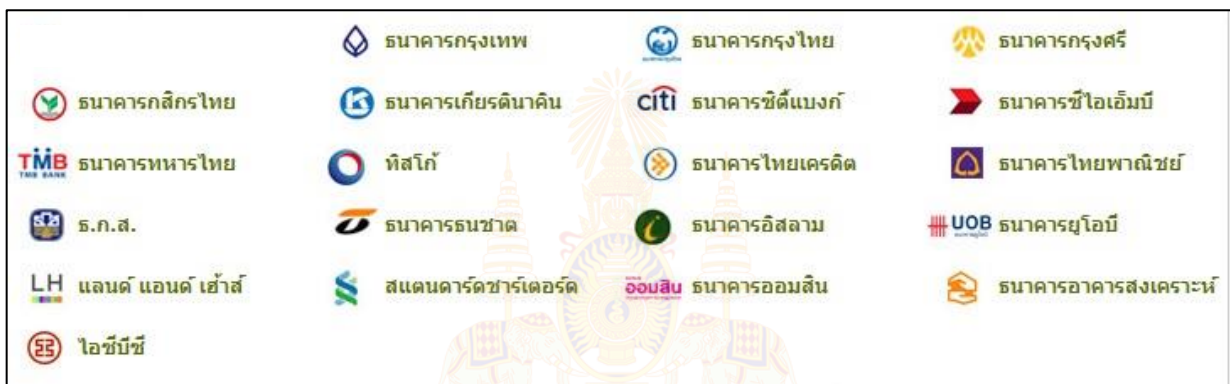 ธนาคารกรุงเทพ
ธนาคารกรุงไทย
ธนาคารกรุงศรี
ธนาคารกสิกรไทย
ธนาคารเกียรตินาคิน
citi ธนาคารซิตี้แบงก์
ธนาคารซีไอเอ็มบี
TMB TMB BANK ธนาคารทหารไทย
ทิสโก้
ธนาคารไทยเครดิต
ธนาคารไทยพาณิชย์
ธ.ก.ส.
ธนาคารธนชาต
ธนาคารอิสลาม
UOB ธนาคารยูโอบี
LH แลนด์ แอนด์ เฮ้าส์
สแตนดาร์ดชาร์เตอร์ด
ออมสิน ธนาคารออมสิน
ธนาคารอาคารสงเคราะห์
ไอซีบีซี